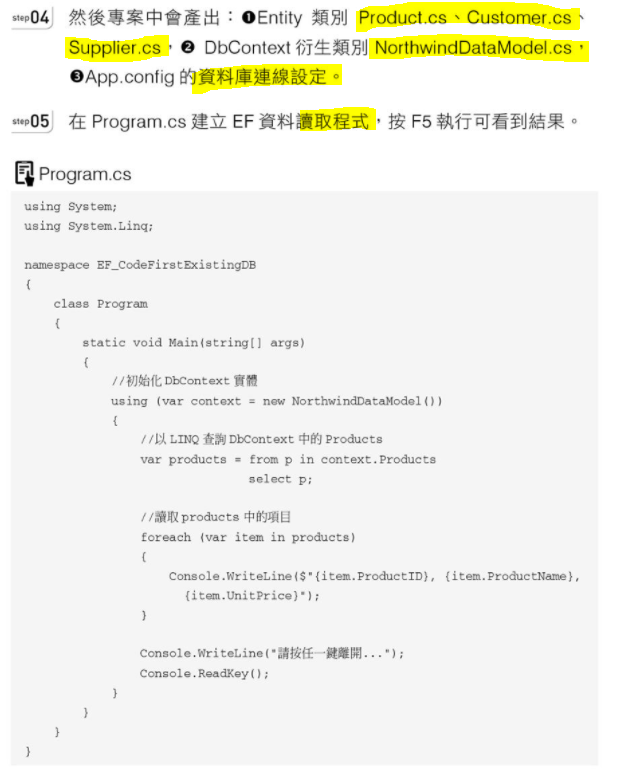 step04 然後專案中會產出：❶Entity 類別 Product.cs、Customer.cs、
Supplier.cs，❷ DbContext 衍生類別 NorthwindDataModel.cs，
❸App.config 的資料庫連線設定。
step05 在 Program.cs 建立 EF 資料讀取程式，按 F5 執行可看到結果。
Program.cs
using System;
using System.Linq;
namespace EF_CodeFirstExistingDB
{
class Program
{
static void Main(string[] args)
{
//初始化 DbContext 實體
using (var context = new NorthwindDataModel())
{
//以 LINQ 查詢 DbContext 中的 Products
var products = from p in context.Products
select p;
//讀取 products 中的項目
foreach (var item in products)
{
Console.WriteLine($"{item.ProductID}, {item.ProductName},
{item.UnitPrice}");
}
Console.WriteLine("請按任一鍵離開...");
Console.ReadKey();
}
}
}
}